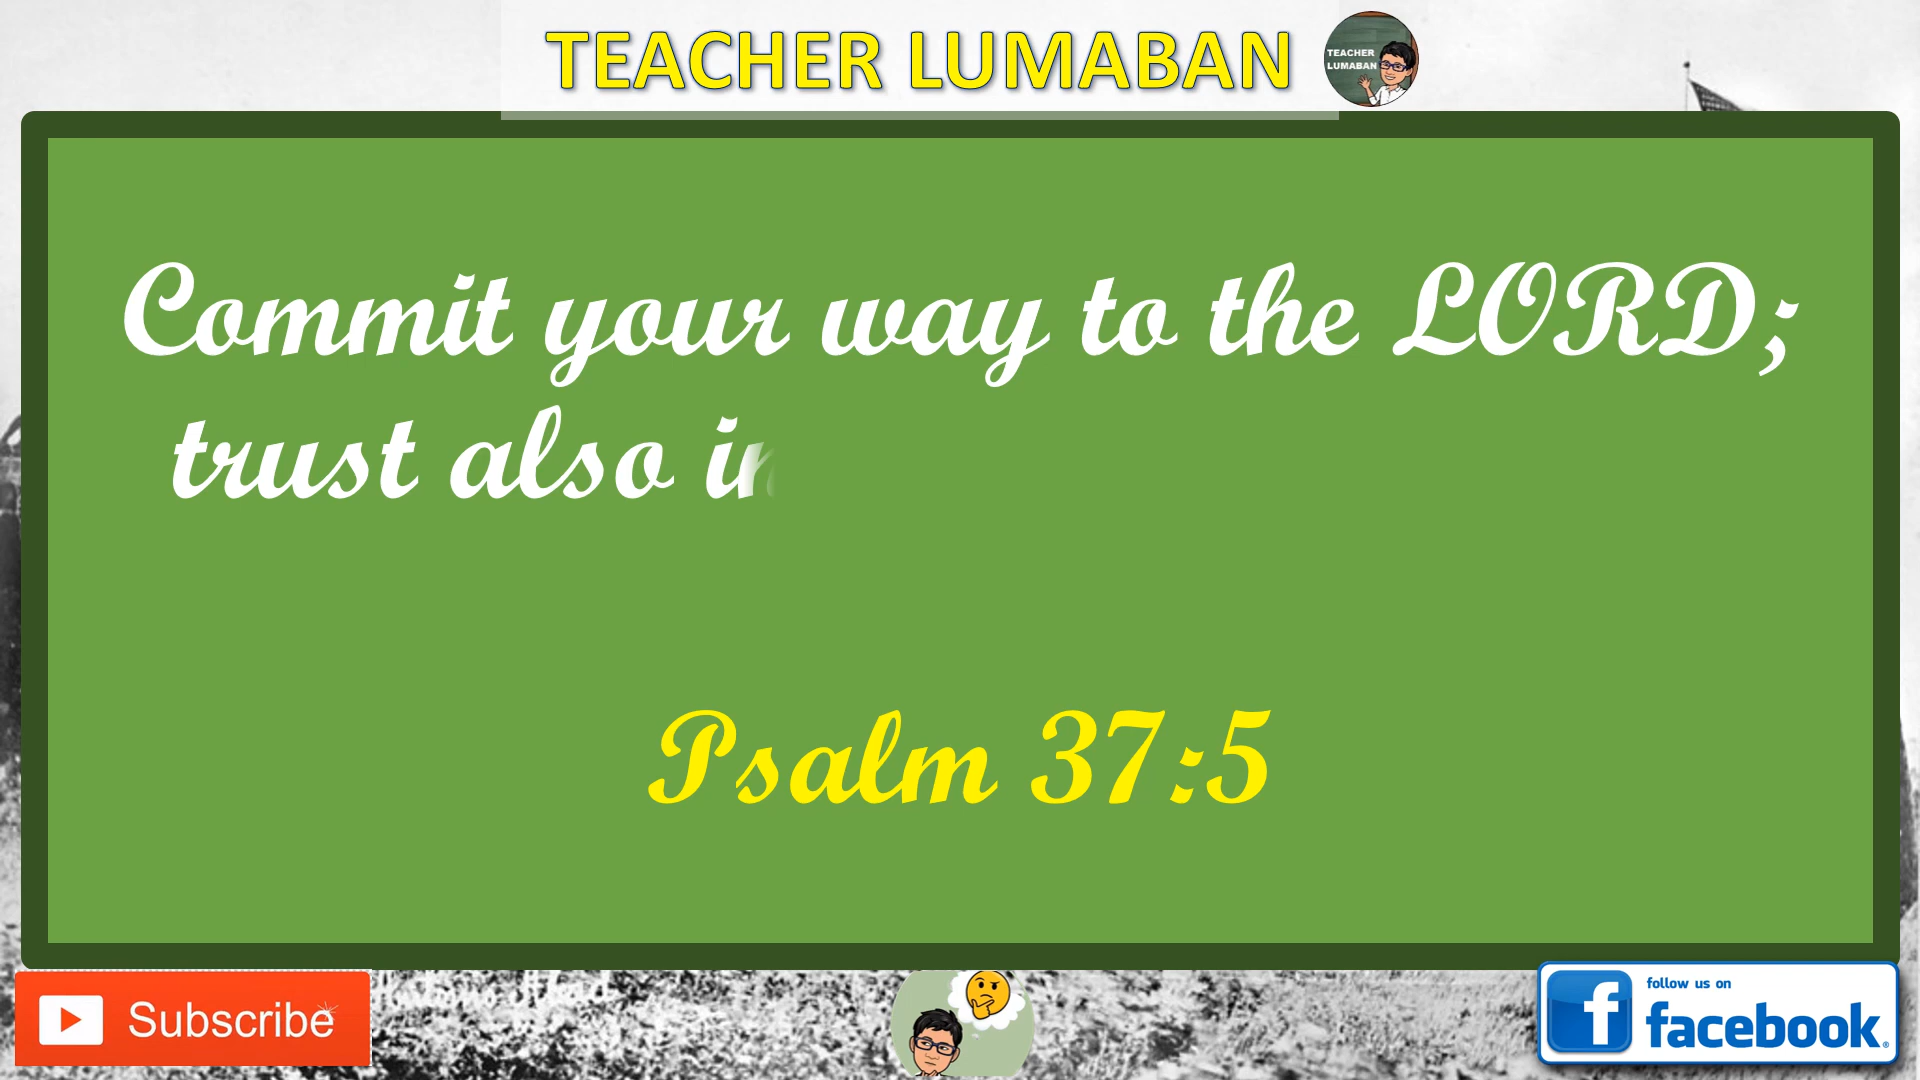 TEACHER LUMABAN
TEACHER
LUMABAN
Commit your way to the LORD;
trust also in
Psalm 37:5
Subscribe
follow us on
facebook